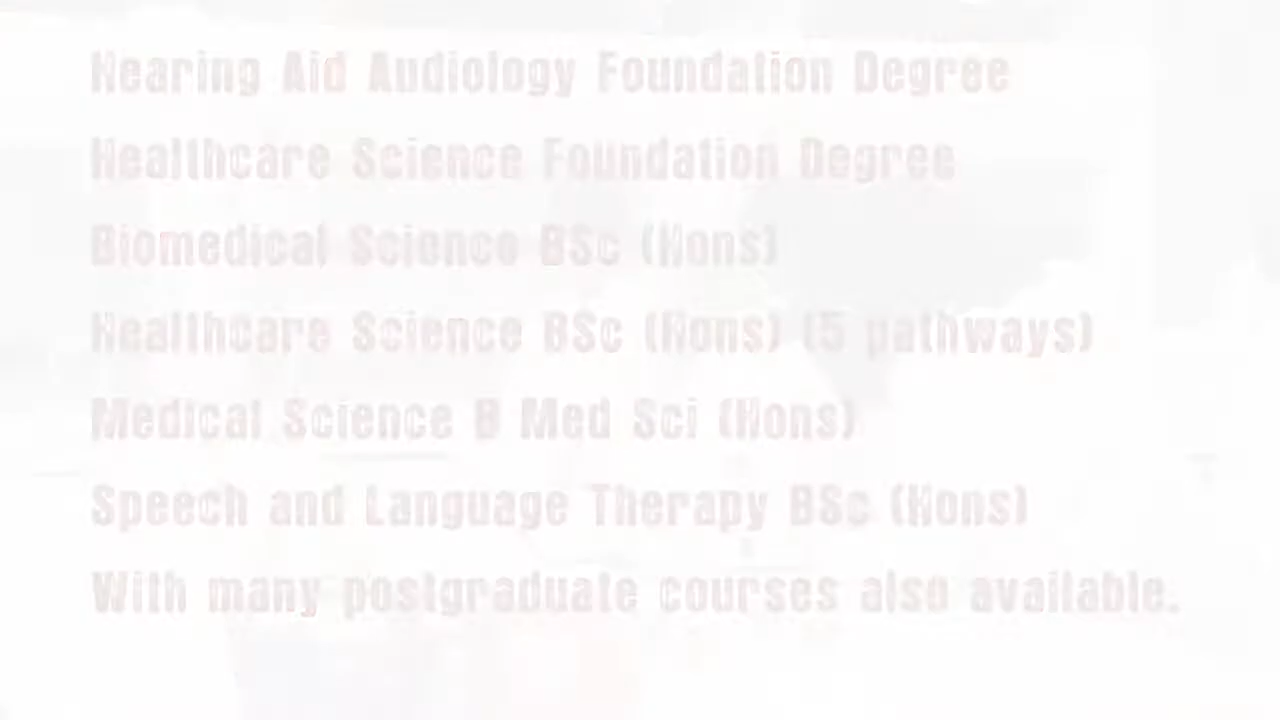 Hearing Aid Audiology Foundation Degree
Healthcare Science Foundation Degree
Biomedical Science BSc (Hons)
Healthcare Science BSc (Hons) (5 pathways)
Medical Science B Med Sci (Hons)
Speech and Language Therapy BSc (Hons)
With many postgraduate courses also available.